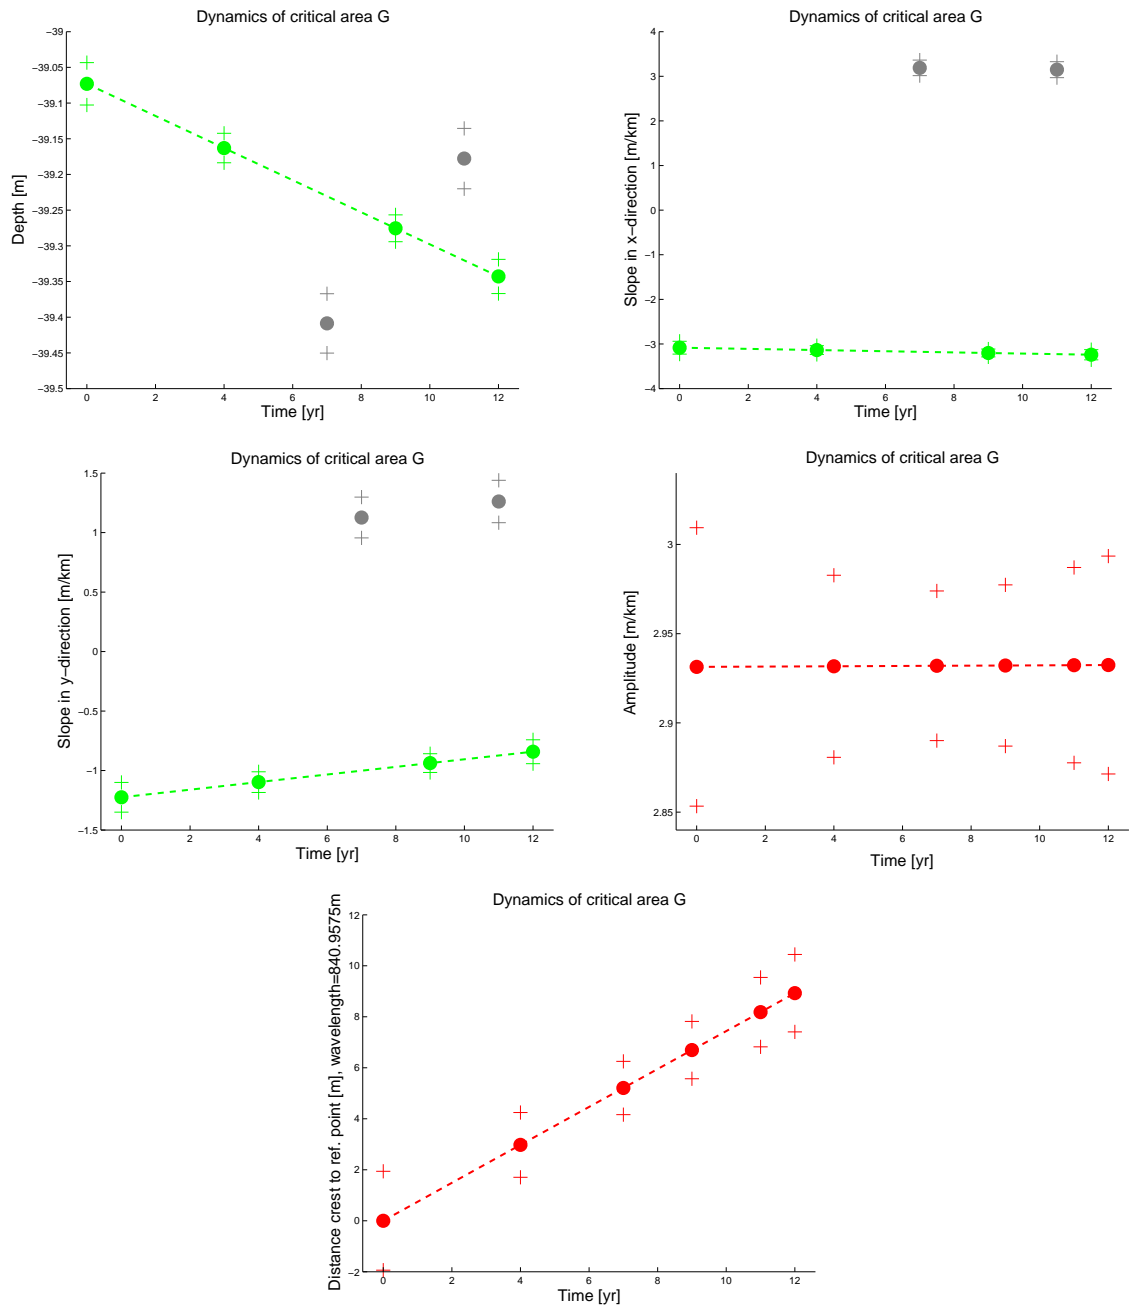 Dynamics of critical area G
−39
−39.05
−39.1
−39.15
−39.2
−39.25
−39.3
−39.35
−39.4
−39.45
−39.5
Depth [m]
0 2 4 6 8 10 12
Time [yr]
Dynamics of critical area G
4
3
2
1
0
−1
−2
−3
−4
Slope in x−direction [m/km]
0 2 4 6 8 10 12
Time [yr]
Dynamics of critical area G
1.5
1
0.5
0
−0.5
−1
−1.5
Slope in y−direction [m/km]
0 2 4 6 8 10 12
Time [yr]
Dynamics of critical area G
3
2.95
2.9
2.85
Amplitude [m/km]
0 2 4 6 8 10 12
Time [yr]
Dynamics of critical area G
12
10
8
6
4
2
0
−2
Distance crest to ref. point [m], wavelength=840.9575m
0 2 4 6 8 10 12
Time [yr]